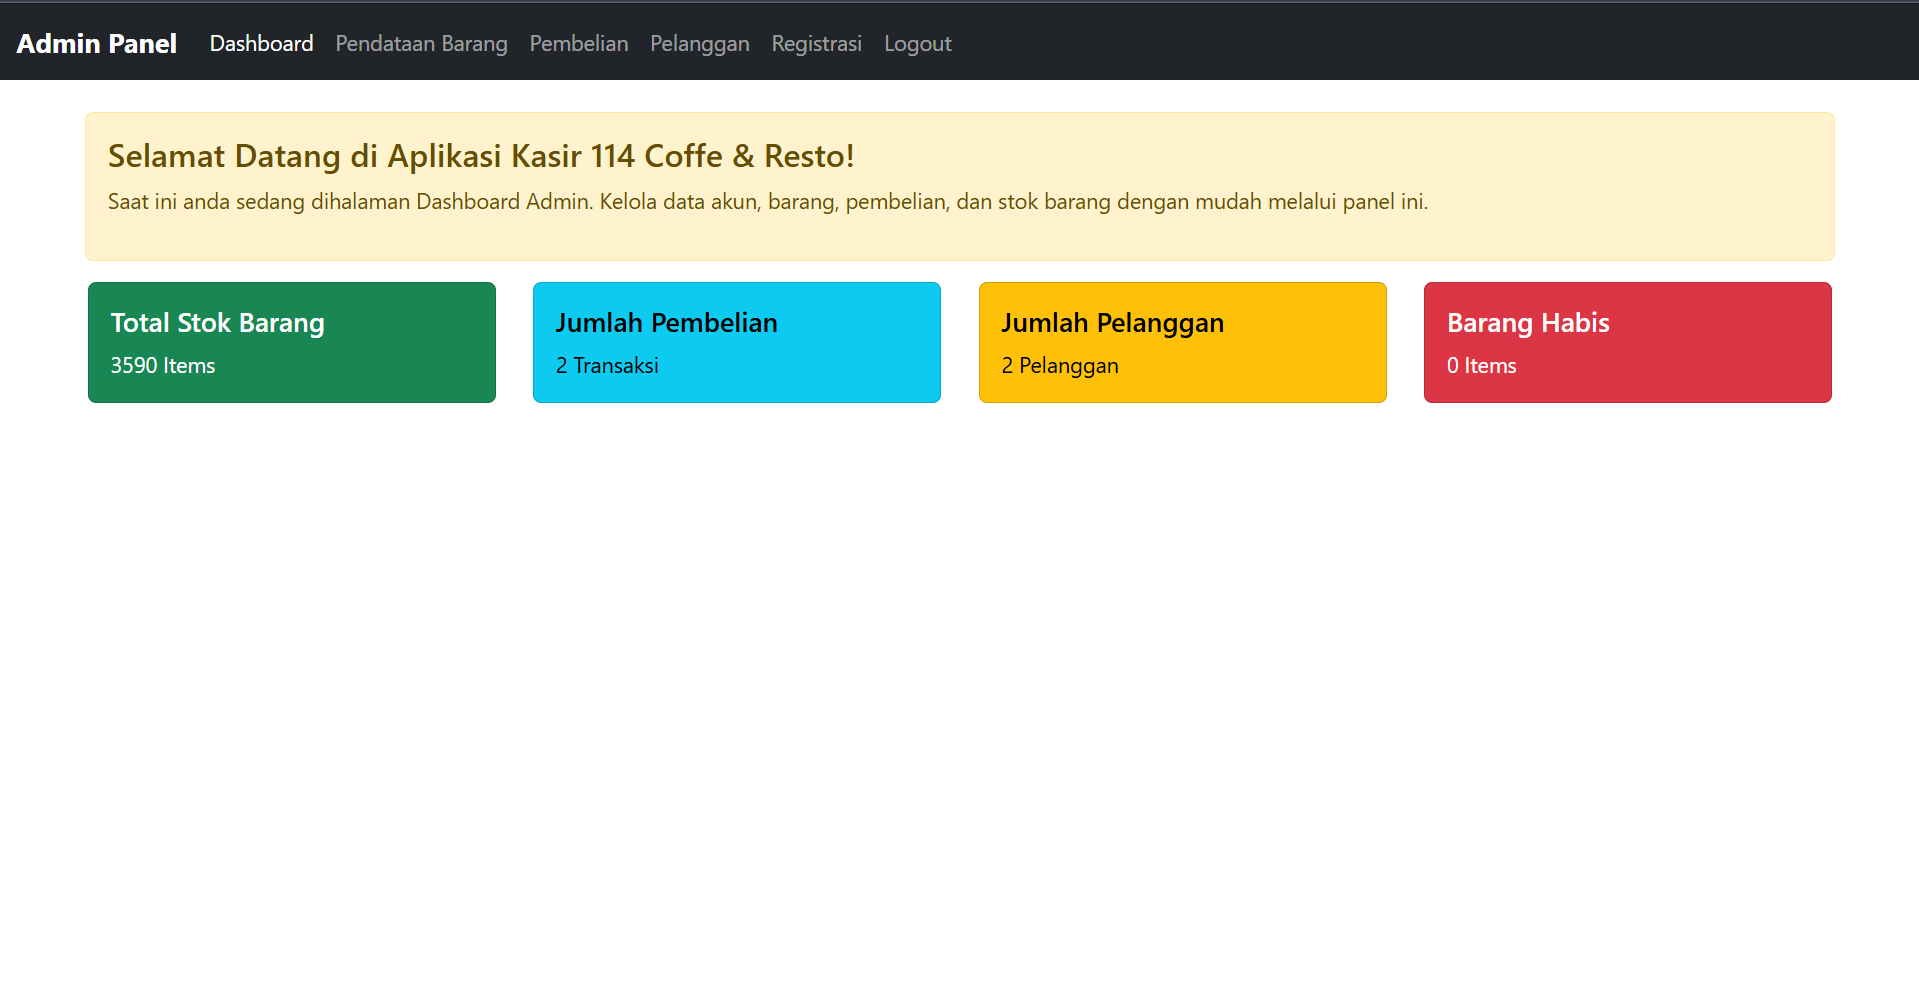 Admin Panel Dashboard Pendataan Barang Pembelian Pelanggan Registrasi Logout
Selamat Datang di Aplikasi Kasir 114 Coffe & Resto!
Saat ini anda sedang dihalaman Dashboard Admin. Kelola data akun, barang, pembelian, dan stok barang dengan mudah melalui panel ini.
Total Stok Barang
3590 Items
Jumlah Pembelian
2 Transaksi
Jumlah Pelanggan
2 Pelanggan
Barang Habis
0 Items